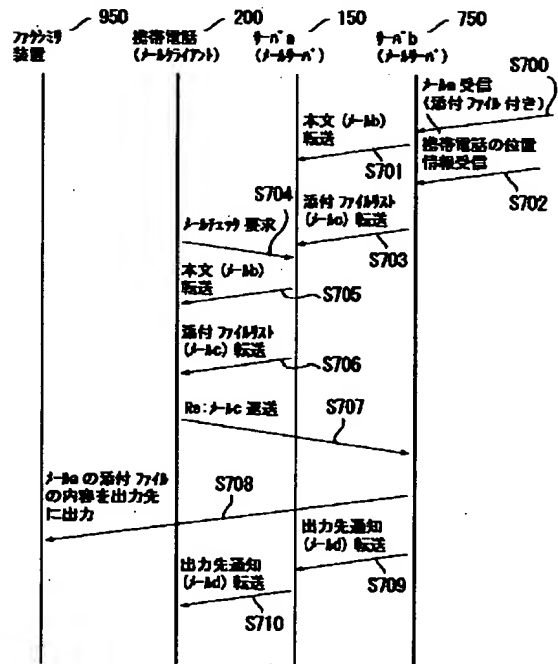 950
200
150
750
ファクシミリ
装置
携帯電話
(メールクライアント)
サーバa
(メールサーバ)
サーバb
(メールサーバ)
S700
メールa 受信
(添付ファイル付き)
本文 (メールb)
転送
S701
携帯電話の位置
情報受信
S702
S704
添付ファイルリスト
(メールc) 転送
S703
メールチェック要求
本文 (メールb)
転送
S705
添付ファイルリスト
(メールc) 転送
S706
Re:メールc 返送
S707
メールaの添付ファイル
の内容を出力先
に出力
S708
出力先通知
(メールd) 転送
S709
出力先通知
(メールd) 転送
S710